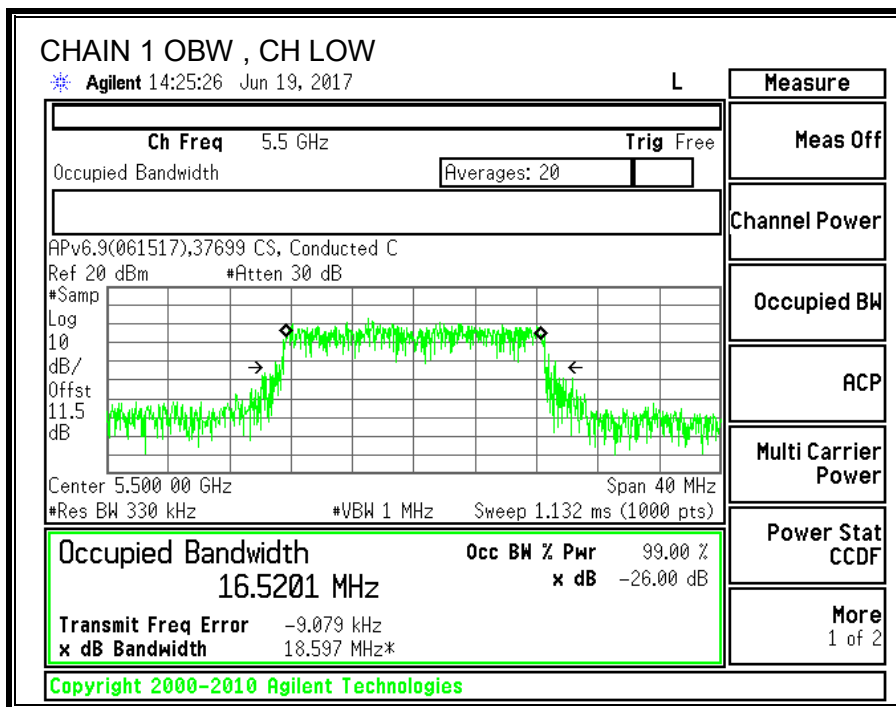 CHAIN 1 OBW , CH LOW
Agilent 14:25:26 Jun 19, 2017 L
Measure
Ch Freq 5.5 GHz Trig Free
Occupied Bandwidth Averages: 20
APv6.9(061517),37699 CS, Conducted C
Ref 20 dBm #Atten 30 dB
#Samp
Log
10
dB/
Offst
11.5
dB
Center 5.500 00 GHz Span 40 MHz
#Res BW 330 kHz #VBW 1 MHz Sweep 1.132 ms (1000 pts)
Occupied Bandwidth Occ BW % Pwr 99.00 %
16.5201 MHz x dB -26.00 dB
Transmit Freq Error -9.079 kHz
x dB Bandwidth 18.597 MHz*
Copyright 2000-2010 Agilent Technologies
Meas Off
Channel Power
Occupied BW
ACP
Multi Carrier
Power
Power Stat
CCDF
More
1 of 2